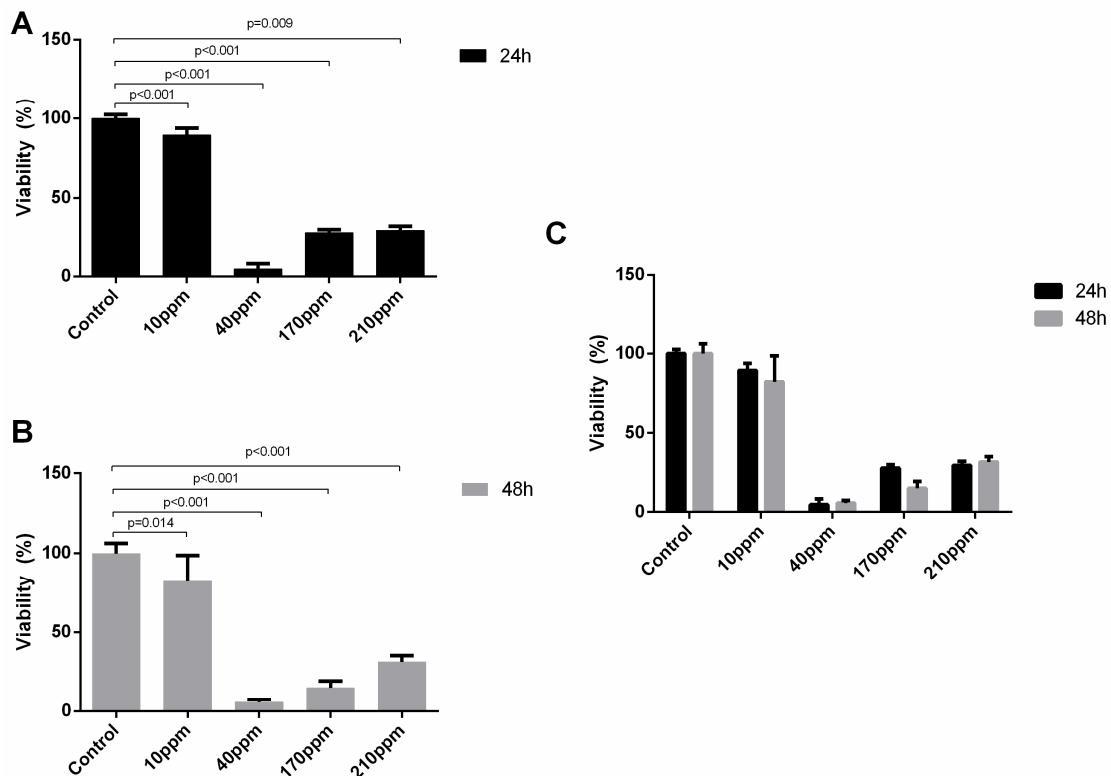 A
p=0.009
p<0.001
p<0.001
p<0.001
24h
150
100
50
0
Viability (%)
Control
10ppm
40ppm
170ppm
210ppm
B
p<0.001
p<0.001
p<0.001
p=0.014
48h
150
100
50
0
Viability (%)
Control
10ppm
40ppm
170ppm
210ppm
C
24h
48h
150
100
50
0
Viability (%)
Control
10ppm
40ppm
170ppm
210ppm